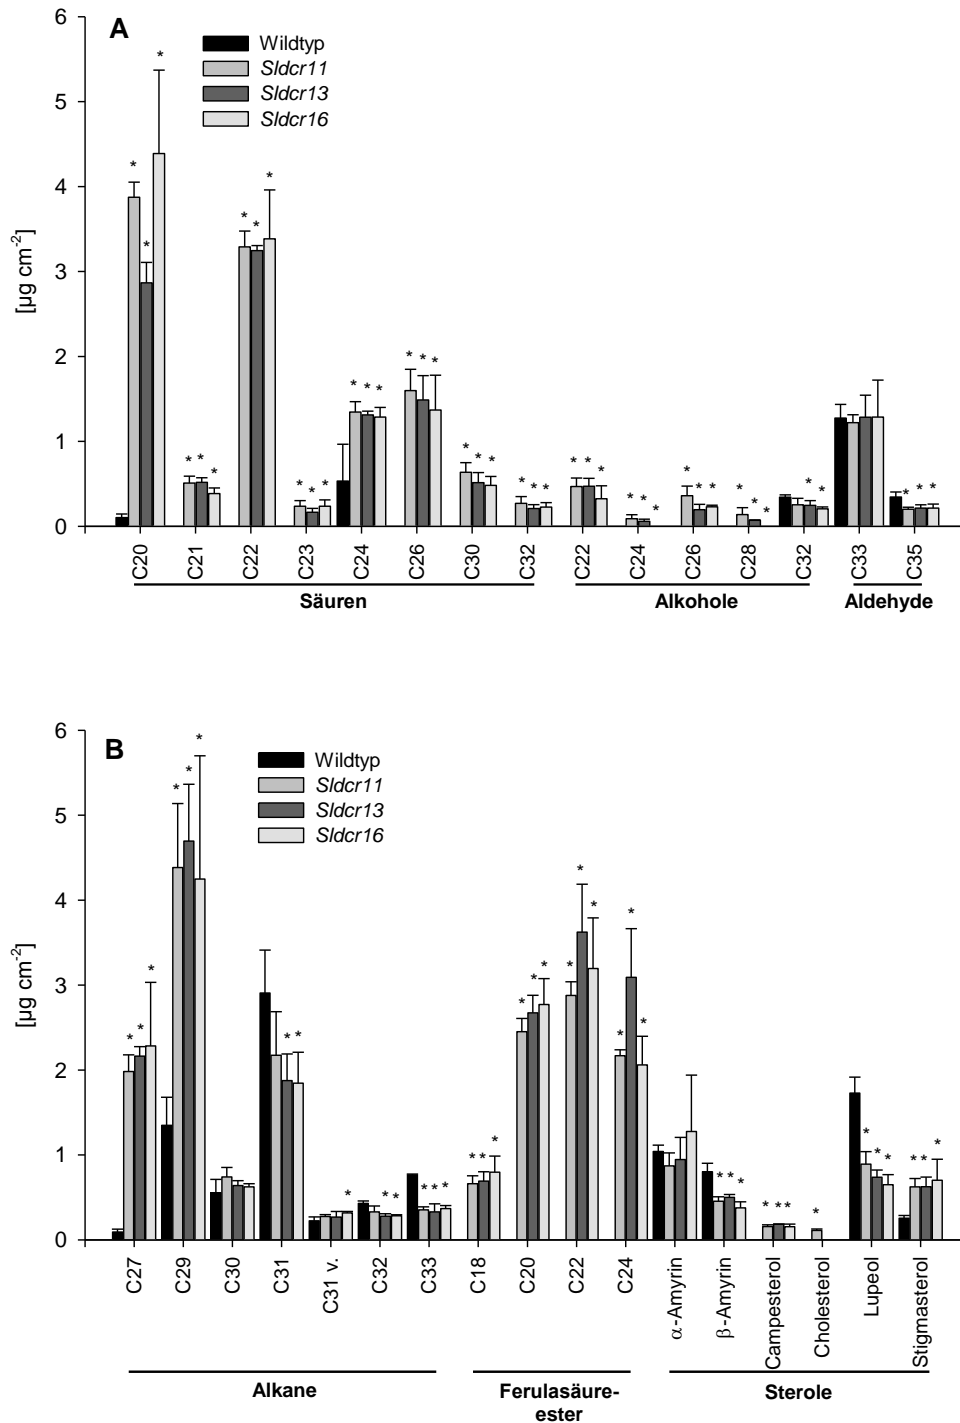 A
Wildtyp
Sldcr11
Sldcr13
Sldcr16
[µg cm-2]
6
5
4
3
2
1
0
* * * * * * * * * * * * * * * * * * * * * * * * * * * * * * * * * * * * * * *
C20 C21 C22 C23 C24 C26 C30 C32 C22 C24 C26 C28 C32 C33 C35
Säuren Alkohole Aldehyde
B
Wildtyp
Sldcr11
Sldcr13
Sldcr16
[µg cm-2]
6
5
4
3
2
1
0
C27 C29 C30 C31 C31 v. C32 C33 C18 C20 C22 C24 α-Amyrin β-Amyrin Campesterol Cholesterol Lupeol Stigmasterol
Alkane Ferulasäure- Sterole
ester